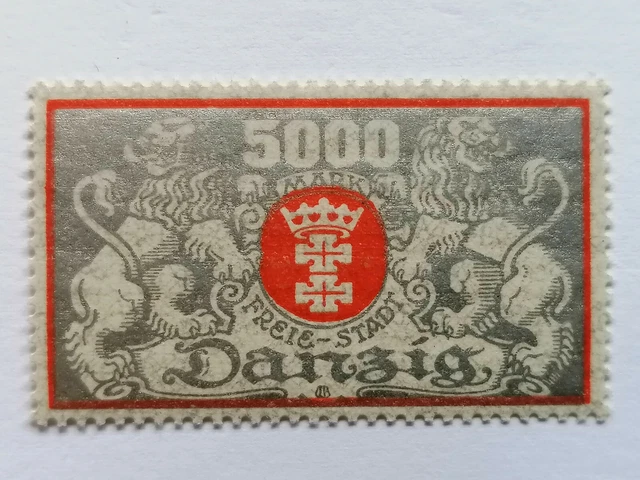 5000
MARK
FREIE-STADT
Danzig